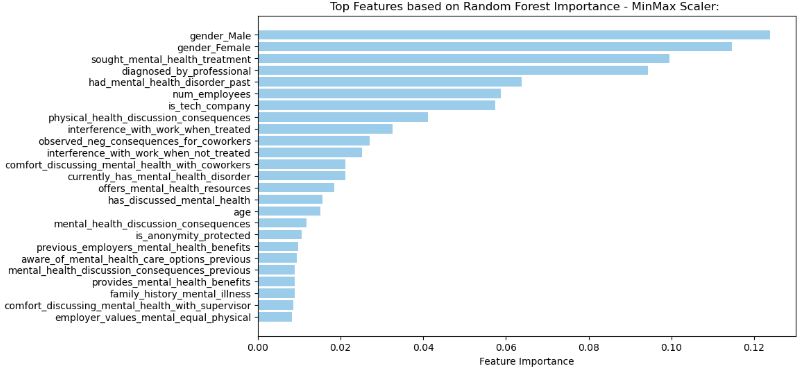 Top Features based on Random Forest Importance - MinMax Scaler:
gender_Male
gender_Female
sought_mental_health_treatment
diagnosed_by_professional
had_mental_health_disorder_past
num_employees
is_tech_company
physical_health_discussion_consequences
interference_with_work_when_treated
observed_neg_consequences_for_coworkers
interference_with_work_when_not_treated
comfort_discussing_mental_health_with_coworkers
currently_has_mental_health_disorder
offers_mental_health_resources
has_discussed_mental_health
age
mental_health_discussion_consequences
is_anonymity_protected
previous_employers_mental_health_benefits
aware_of_mental_health_care_options_previous
mental_health_discussion_consequences_previous
provides_mental_health_benefits
family_history_mental_illness
comfort_discussing_mental_health_with_supervisor
employer_values_mental_equal_physical
0.00 0.02 0.04 0.06 0.08 0.10 0.12
Feature Importance